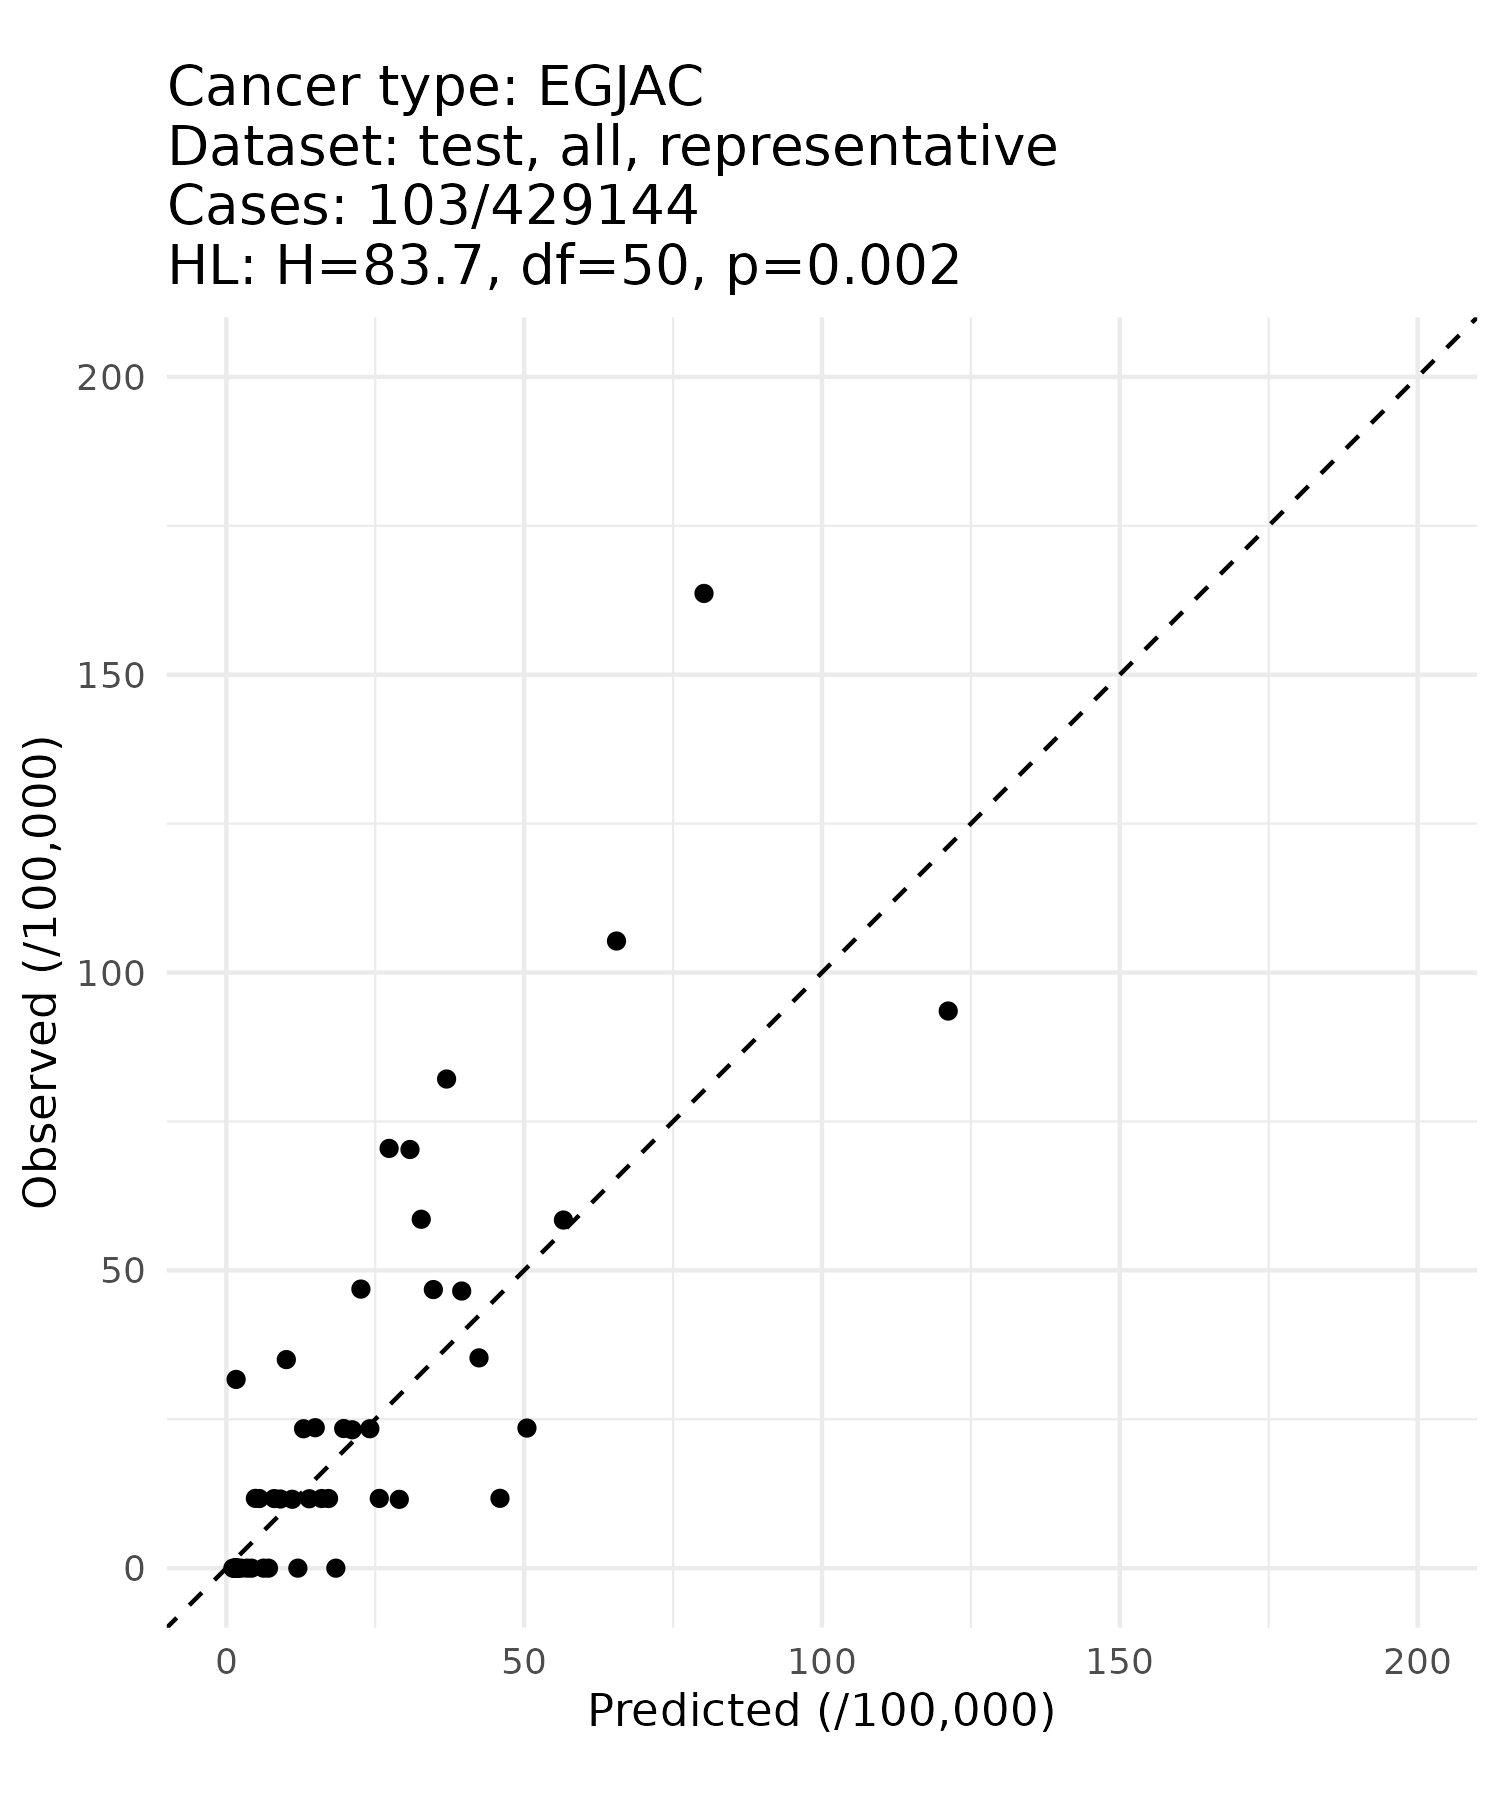 Cancer type: EGJAC
Dataset: test, all, representative
Cases: 103/429144
HL: H=83.7, df=50, p=0.002
200
150
100
50
0
Observed (/100,000)
0 50 100 150 200
Predicted (/100,000)